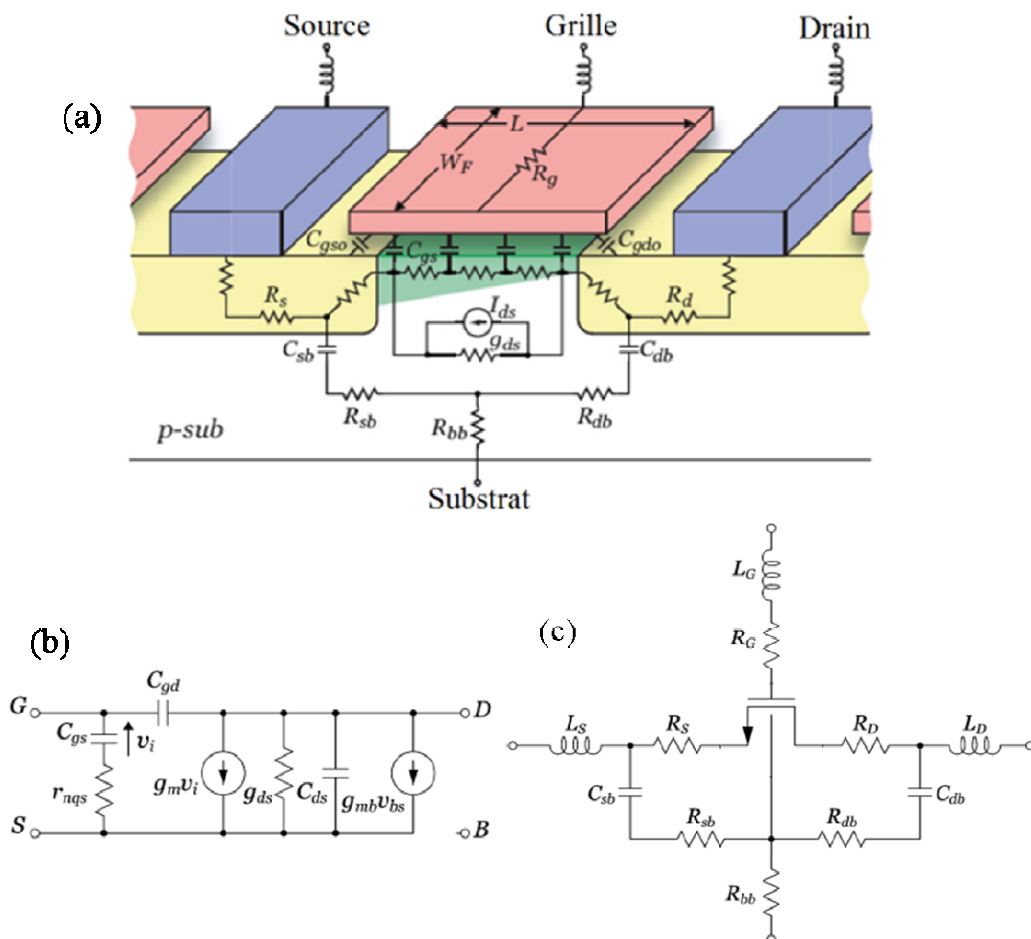 Source Grille Drain
(a)
L
W_F
R_g
C_gso C_gs C_gdo
R_s I_ds R_d
C_sb g_ds C_db
R_sb R_bb R_db
p-sub
Substrat
(b)
C_gd
G D
C_gs v_i
r_nqs g_m v_i g_ds C_ds g_mb v_bs
S B
(c)
L_G
R_G
L_S R_S R_D L_D
C_sb C_db
R_sb R_db
R_bb